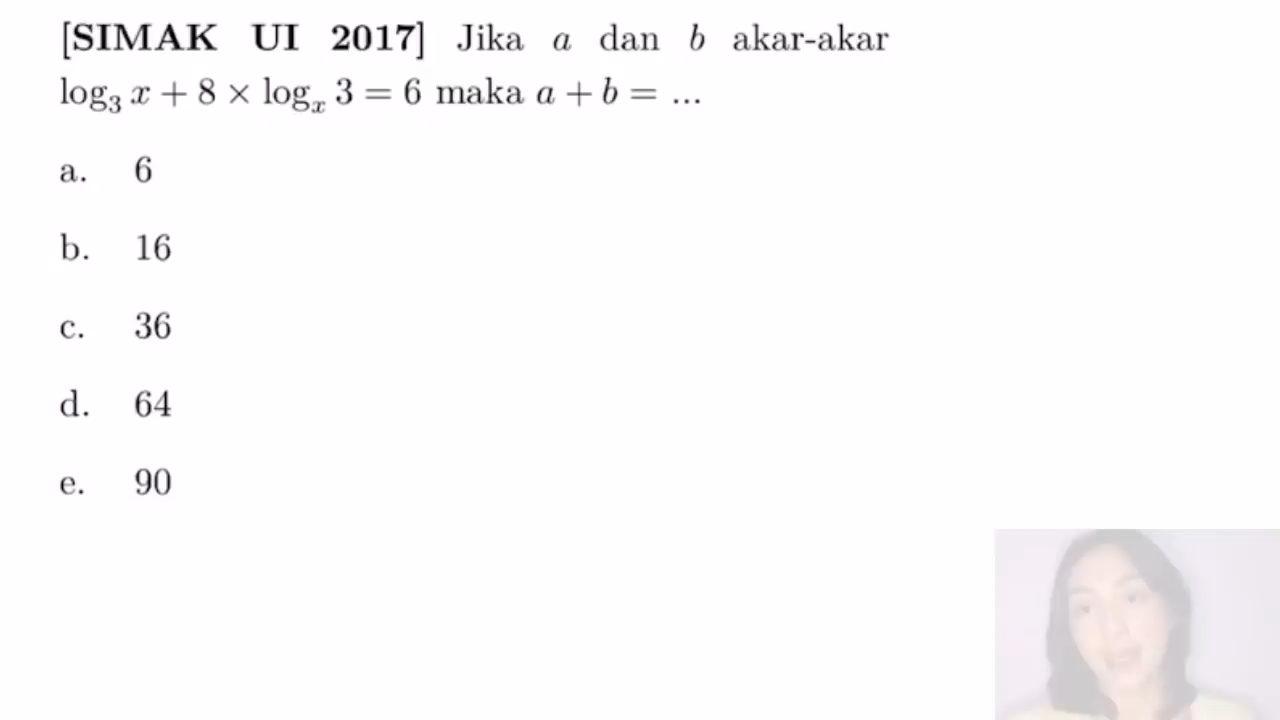 [SIMAK UI 2017] Jika a dan b akar-akar
log₃ x + 8 × logₓ 3 = 6 maka a + b = ...
a. 6
b. 16
c. 36
d. 64
e. 90